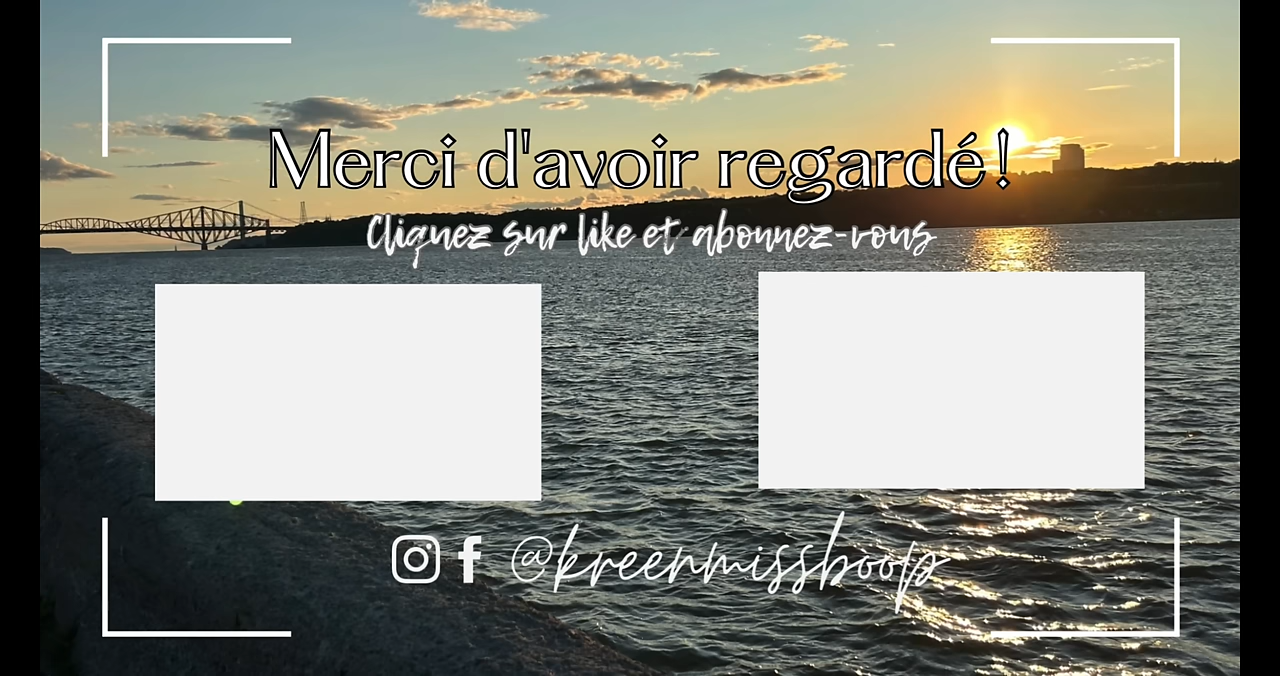 Merci d'avoir regardé!
Cliquez sur like et abonnez-vous
@kreenmissboop